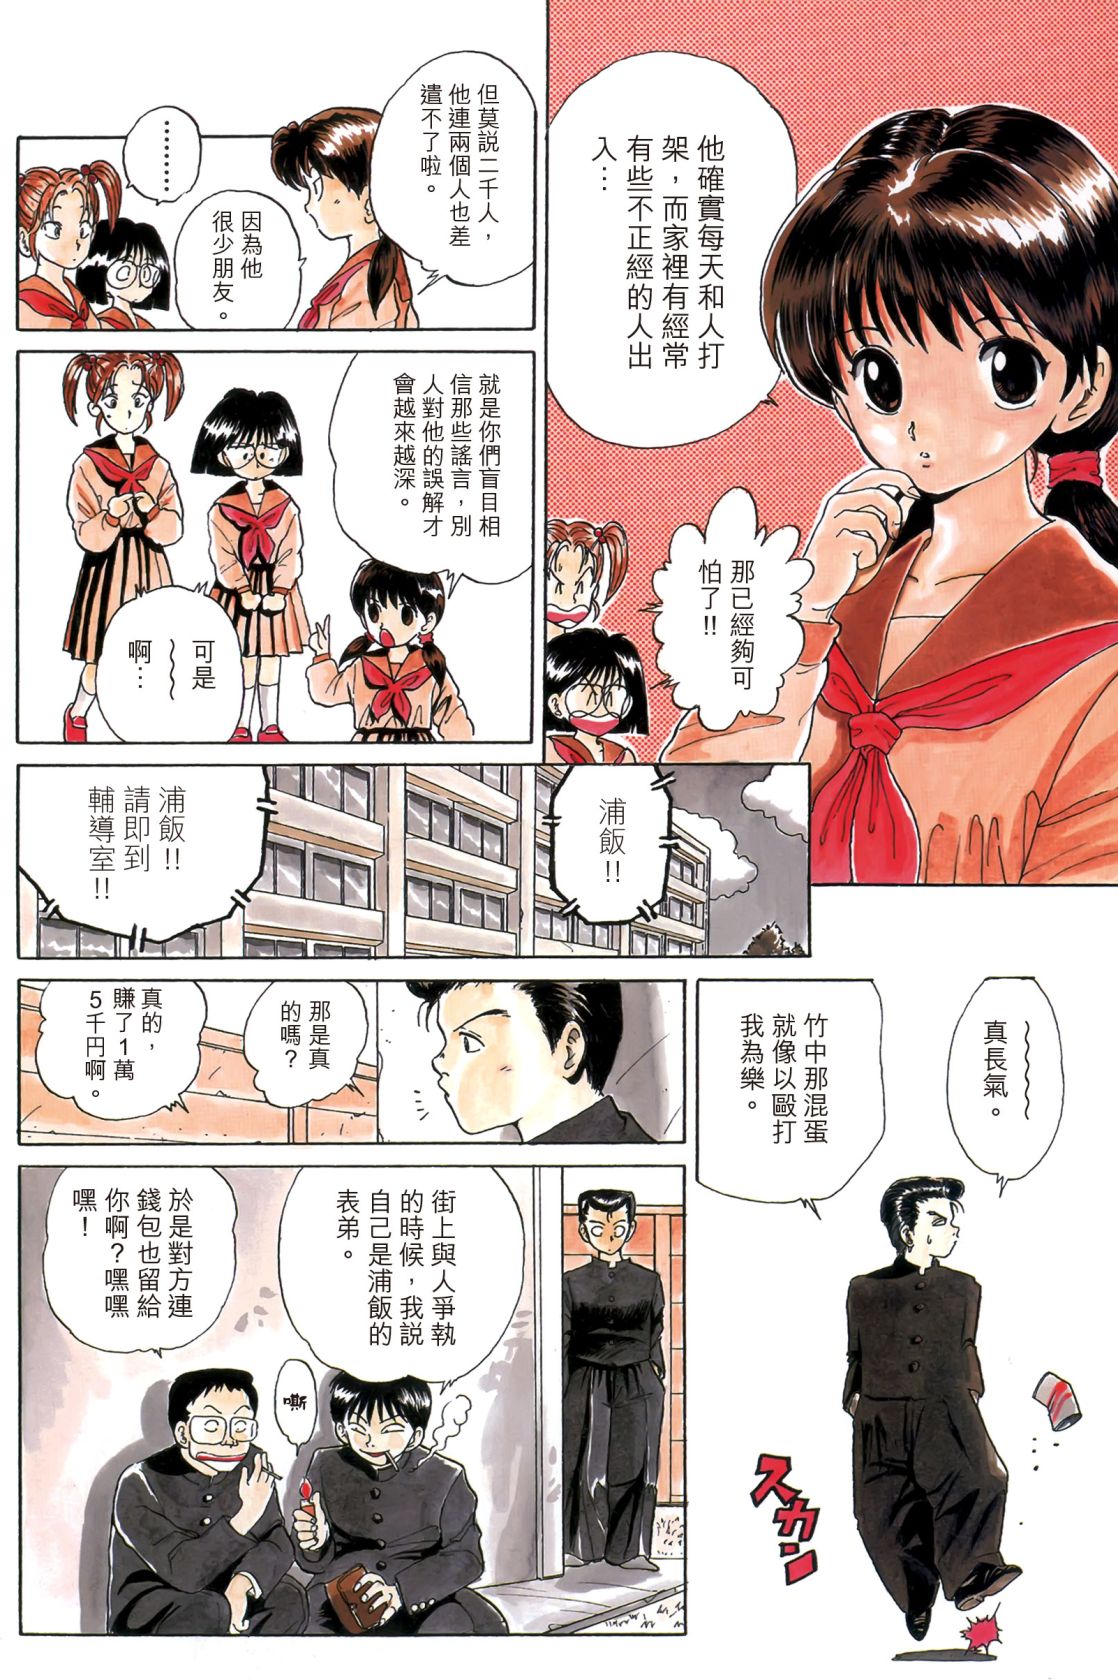 他確實每天和人打
架，而家裡有經常
有些不正經的人出
入…
那已經夠可
怕了!!
但莫説二千人，
他連兩個人也差
遣不了啦。
………
因為他
很少朋友。
就是你們盲目相
信那些謠言，別
人對他的誤解才
會越來越深。
可是
〜〜
啊…
浦飯!!
浦飯!!
請即到
輔導室!!
〜〜
真長氣。
竹中那混蛋
就像以毆打
我為樂。
スカン
那是真
的嗎？
真的，
賺了1萬
5千円啊。
街上與人爭執
的時候，我説
自己是浦飯的
表弟。
嘶
於是對方連
錢包也留給
你啊？嘿嘿
嘿！